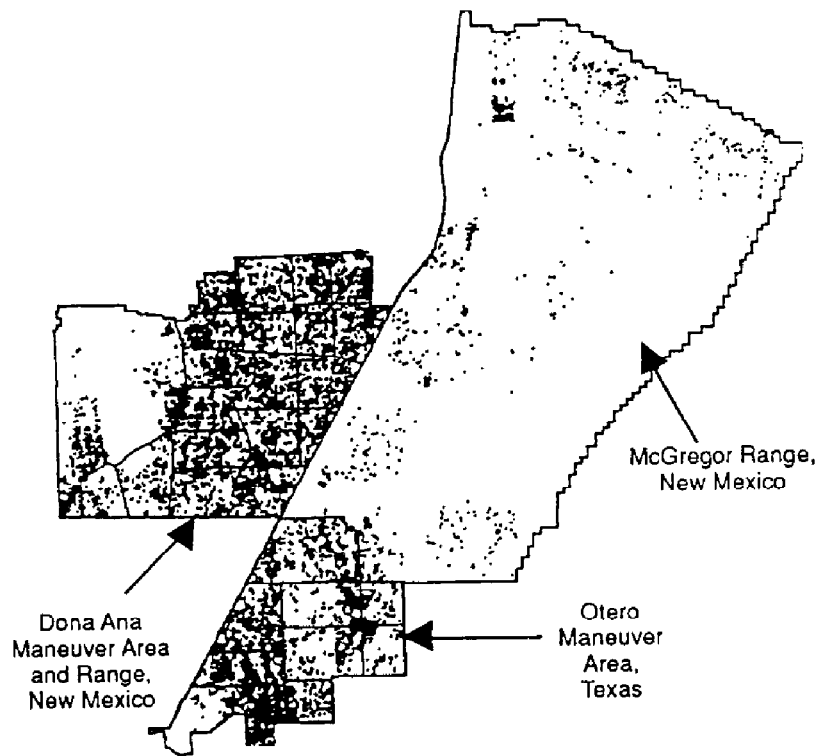 McGregor Range,
New Mexico
Dona Ana
Maneuver Area
and Range,
New Mexico
Otero
Maneuver
Area,
Texas